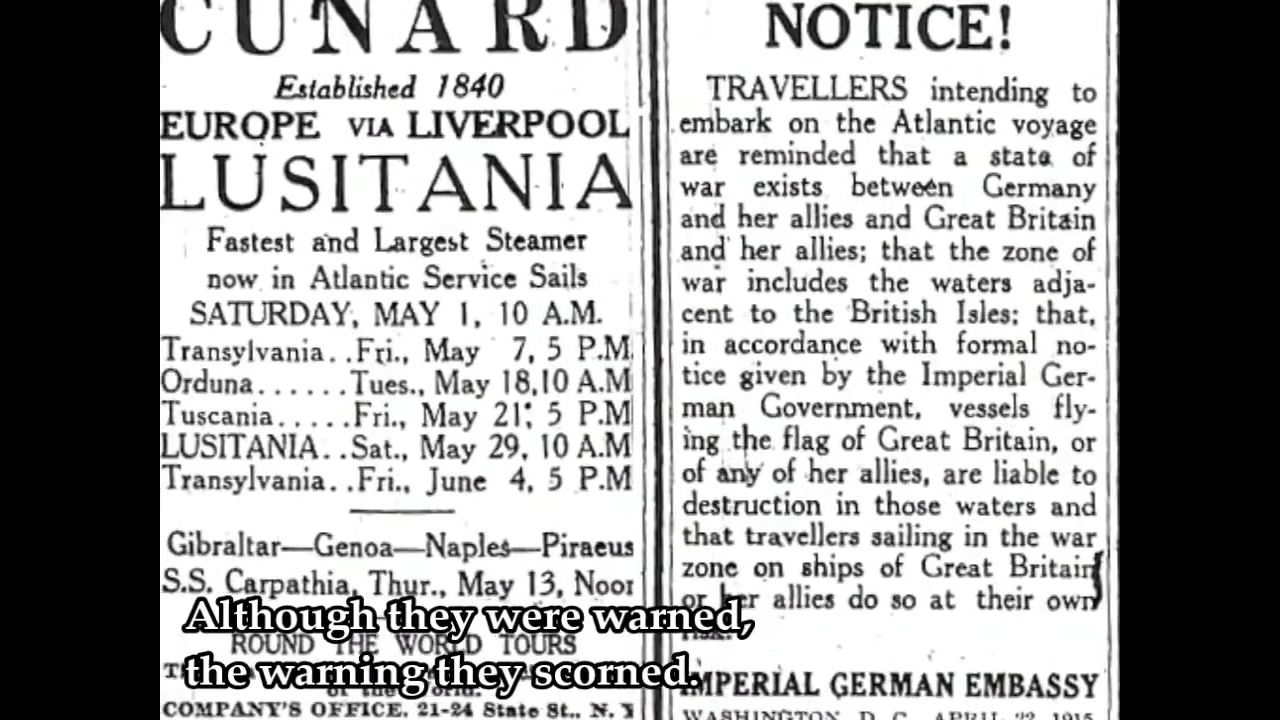 CUNARD
Established 1840
EUROPE VIA LIVERPOOL
LUSITANIA
Fastest and Largest Steamer
now in Atlantic Service Sails
SATURDAY, MAY 1, 10 A.M.
Transylvania..Fri., May 7, 5 P.M
Orduna......Tues., May 18,10 A.M
Tuscania.....Fri., May 21, 5 P.M
LUSITANIA..Sat., May 29, 10 A.M
Transylvania..Fri., June 4, 5 P.M
Gibraltar—Genoa—Naples—Piraeus
S.S. Carpathia, Thur., May 13, Noon
ROUND THE WORLD TOURS
of the World.
COMPANY'S OFFICE, 21-24 State St., N. Y
NOTICE!
TRAVELLERS intending to
embark on the Atlantic voyage
are reminded that a state of
war exists between Germany
and her allies and Great Britain
and her allies; that the zone of
war includes the waters adja-
cent to the British Isles; that,
in accordance with formal no-
tice given by the Imperial Ger-
man Government, vessels fly-
ing the flag of Great Britain, or
of any of her allies, are liable to
destruction in those waters and
that travellers sailing in the war
zone on ships of Great Britain
or her allies do so at their own
risk.
IMPERIAL GERMAN EMBASSY
WASHINGTON, D. C., APRIL 22, 1915
Although they were warned,
the warning they scorned.